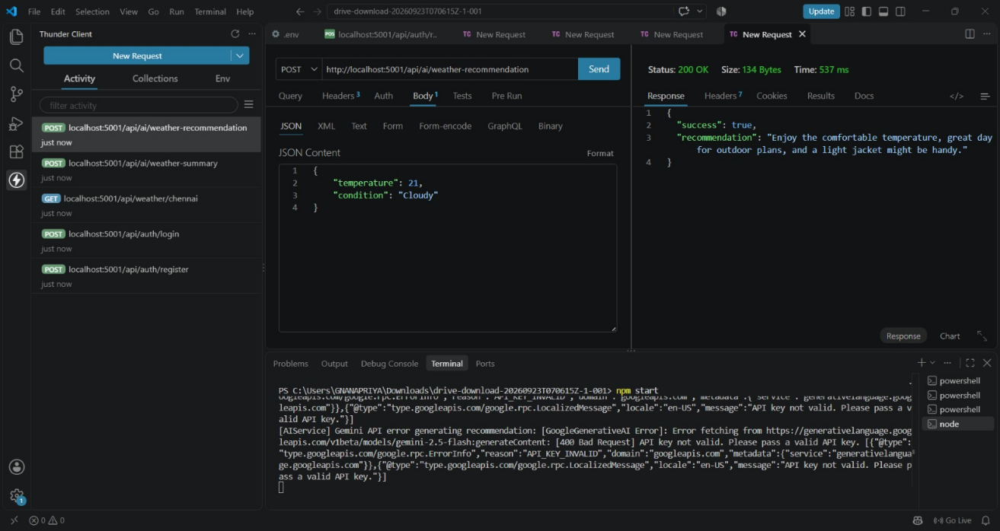 File Edit Selection View Go Run Terminal Help
drive-download-20260923T070615Z-1-001
Update
Thunder Client
New Request
Activity Collections Env
filter activity
POST localhost:5001/api/ai/weather-recommendation
just now
POST localhost:5001/api/ai/weather-summary
just now
GET localhost:5001/api/weather/chennai
just now
POST localhost:5001/api/auth/login
just now
POST localhost:5001/api/auth/register
just now
.env
POS localhost:5001/api/auth/r..
TC New Request
TC New Request
TC New Request
TC New Request
POST http://localhost:5001/api/ai/weather-recommendation Send
Query Headers 3 Auth Body 1 Tests Pre Run
JSON XML Text Form Form-encode GraphQL Binary
JSON Content Format
1 {
2 "temperature": 21,
3 "condition": "Cloudy"
4 }
Status: 200 OK Size: 134 Bytes Time: 537 ms
Response Headers 7 Cookies Results Docs </>
1 {
2 "success": true,
3 "recommendation": "Enjoy the comfortable temperature, great day
for outdoor plans, and a light jacket might be handy."
4 }
Response Chart
Problems Output Debug Console Terminal Ports
PS C:\Users\GNANAPRIYA\Downloads\drive-download-20260923T070615Z-1-001> npm start
leapis.com"}},{"@type":"type.googleapis.com/google.rpc.LocalizedMessage","locale":"en-US","message":"API key not valid. Please pass a v
alid API key."}]
[AIService] Gemini API error generating recommendation: [GoogleGenerativeAI Error]: Error fetching from https://generativelanguage.goog
leapis.com/v1beta/models/gemini-2.5-flash:generateContent: [400 Bad Request] API key not valid. Please pass a valid API key. [{"@type":
"type.googleapis.com/google.rpc.ErrorInfo","reason":"API_KEY_INVALID","domain":"googleapis.com","metadata":{"service":"generativelangua
ge.googleapis.com"}},{"@type":"type.googleapis.com/google.rpc.LocalizedMessage","locale":"en-US","message":"API key not valid. Please p
ass a valid API key."}]
powershell
powershell
powershell
node
1
0 0
Go Live